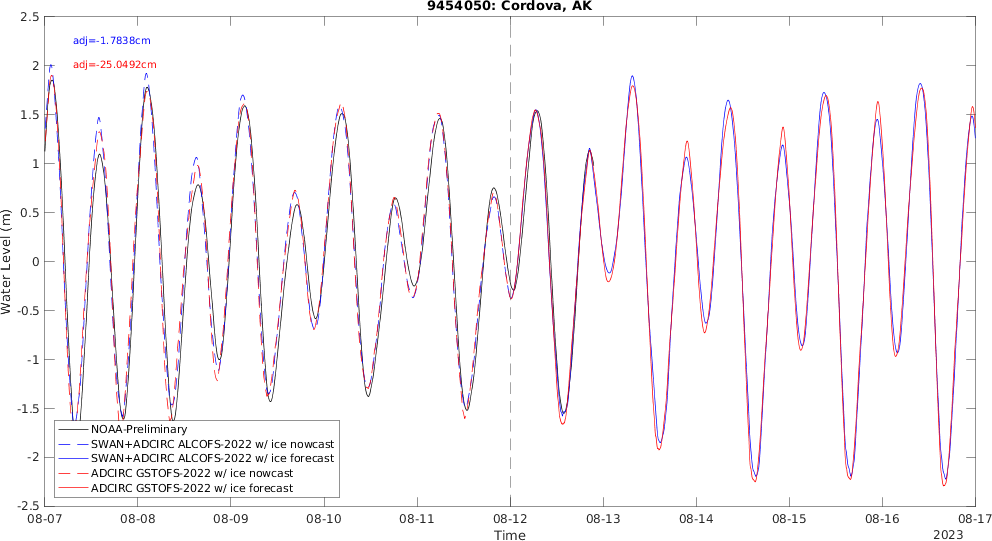 9454050: Cordova, AK
adj=-1.7838cm
adj=-25.0492cm
Water Level (m)
2.5
2
1.5
1
0.5
0
-0.5
-1
-1.5
-2
-2.5
NOAA-Preliminary
SWAN+ADCIRC ALCOFS-2022 w/ ice nowcast
SWAN+ADCIRC ALCOFS-2022 w/ ice forecast
ADCIRC GSTOFS-2022 w/ ice nowcast
ADCIRC GSTOFS-2022 w/ ice forecast
08-07 08-08 08-09 08-10 08-11 08-12 08-13 08-14 08-15 08-16 08-17
Time
2023